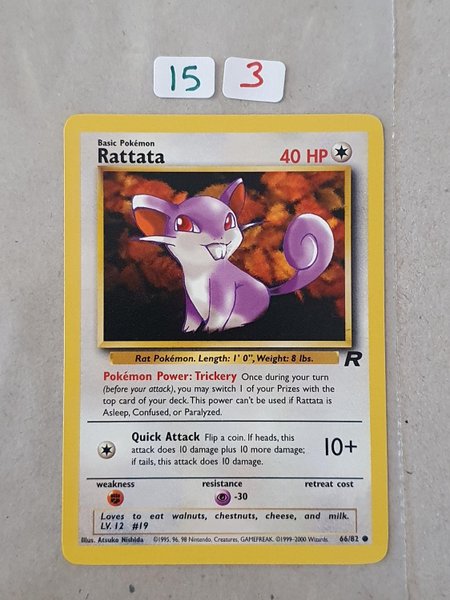 15 3
Basic Pokémon
Rattata 40 HP
Rat Pokémon. Length: 1' 0", Weight: 8 lbs.
R
Pokémon Power: Trickery Once during your turn
(before your attack), you may switch 1 of your Prizes with the
top card of your deck. This power can't be used if Rattata is
Asleep, Confused, or Paralyzed.
Quick Attack Flip a coin. If heads, this
attack does 10 damage plus 10 more damage;
if tails, this attack does 10 damage.
10+
weakness resistance retreat cost
-30
Loves to eat walnuts, chestnuts, cheese, and milk.
LV. 12 #19
Illus. Atsuko Nishida ©1995, 96, 98 Nintendo, Creatures, GAMEFREAK. ©1999-2000 Wizards. 66/82